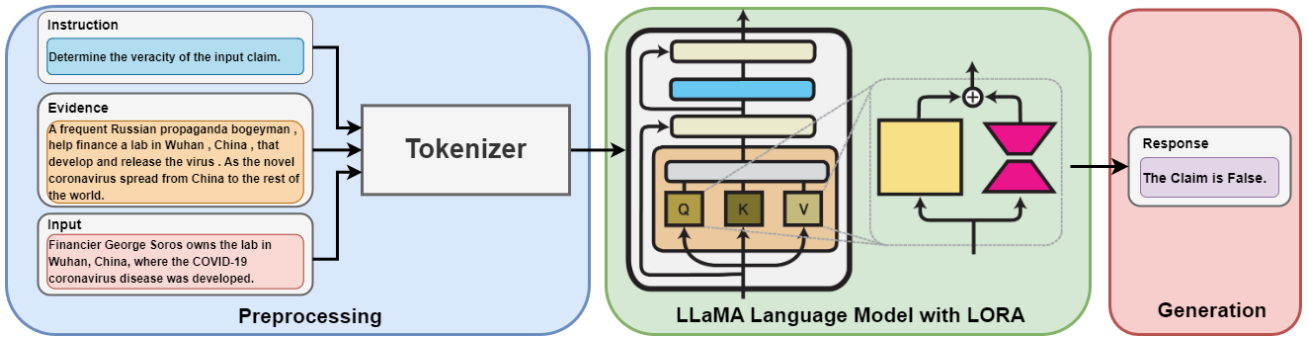 Instruction
Determine the veracity of the input claim.
Evidence
A frequent Russian propaganda bogeyman ,
help finance a lab in Wuhan , China , that
develop and release the virus . As the novel
coronavirus spread from China to the rest of
the world.
Input
Financier George Soros owns the lab in
Wuhan, China, where the COVID-19
coronavirus disease was developed.
Tokenizer
Preprocessing
Q
K
V
LLaMA Language Model with LORA
Response
The Claim is False.
Generation